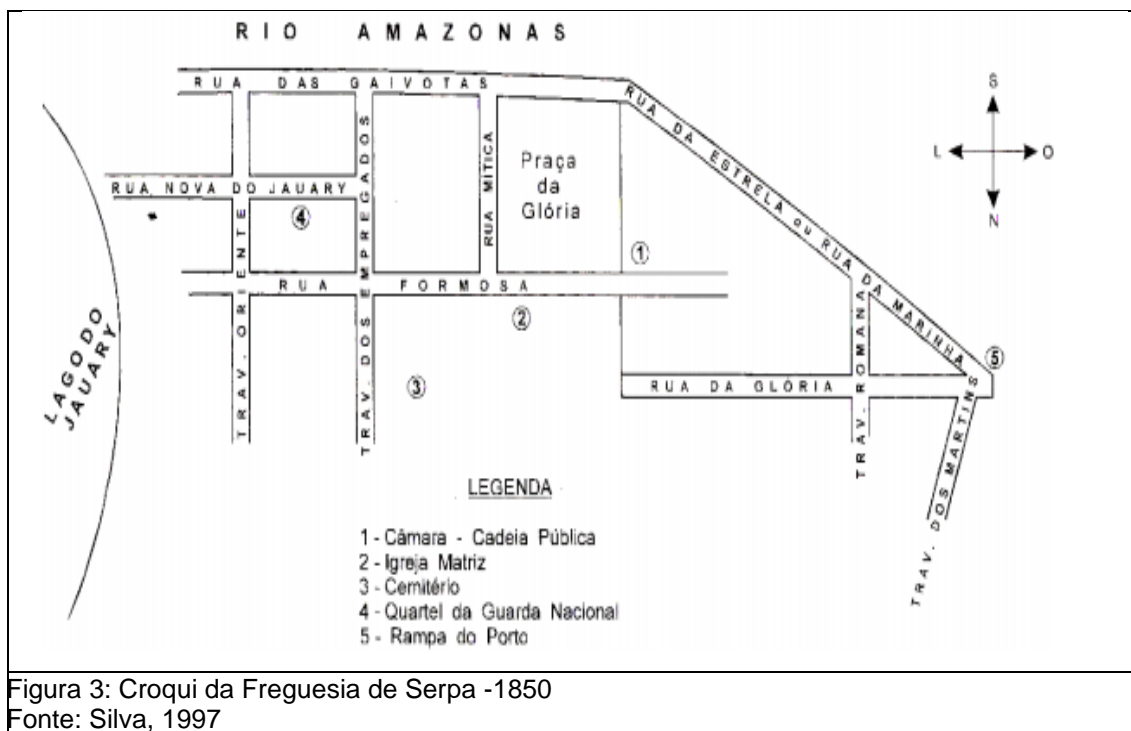 RIO AMAZONAS
RUA DAS GAIVOTAS
RUA DA ESTRELA ou RUA DA MARINHA
S
L O
N
RUA MÍTICA
Praça
da
Glória
RUA NOVA DO JAUARY
4
TRAV. ORIENTE
TRAV. DOS EMPREGADOS
1
RUA FORMOSA
2
LAGO DO
JAUARY
3
5
RUA DA GLÓRIA
TRAV. ROMANA
TRAV. DOS MARTINS
LEGENDA
1 - Câmara - Cadeia Pública
2 - Igreja Matriz
3 - Cemitério
4 - Quartel da Guarda Nacional
5 - Rampa do Porto
Figura 3: Croqui da Freguesia de Serpa -1850
Fonte: Silva, 1997